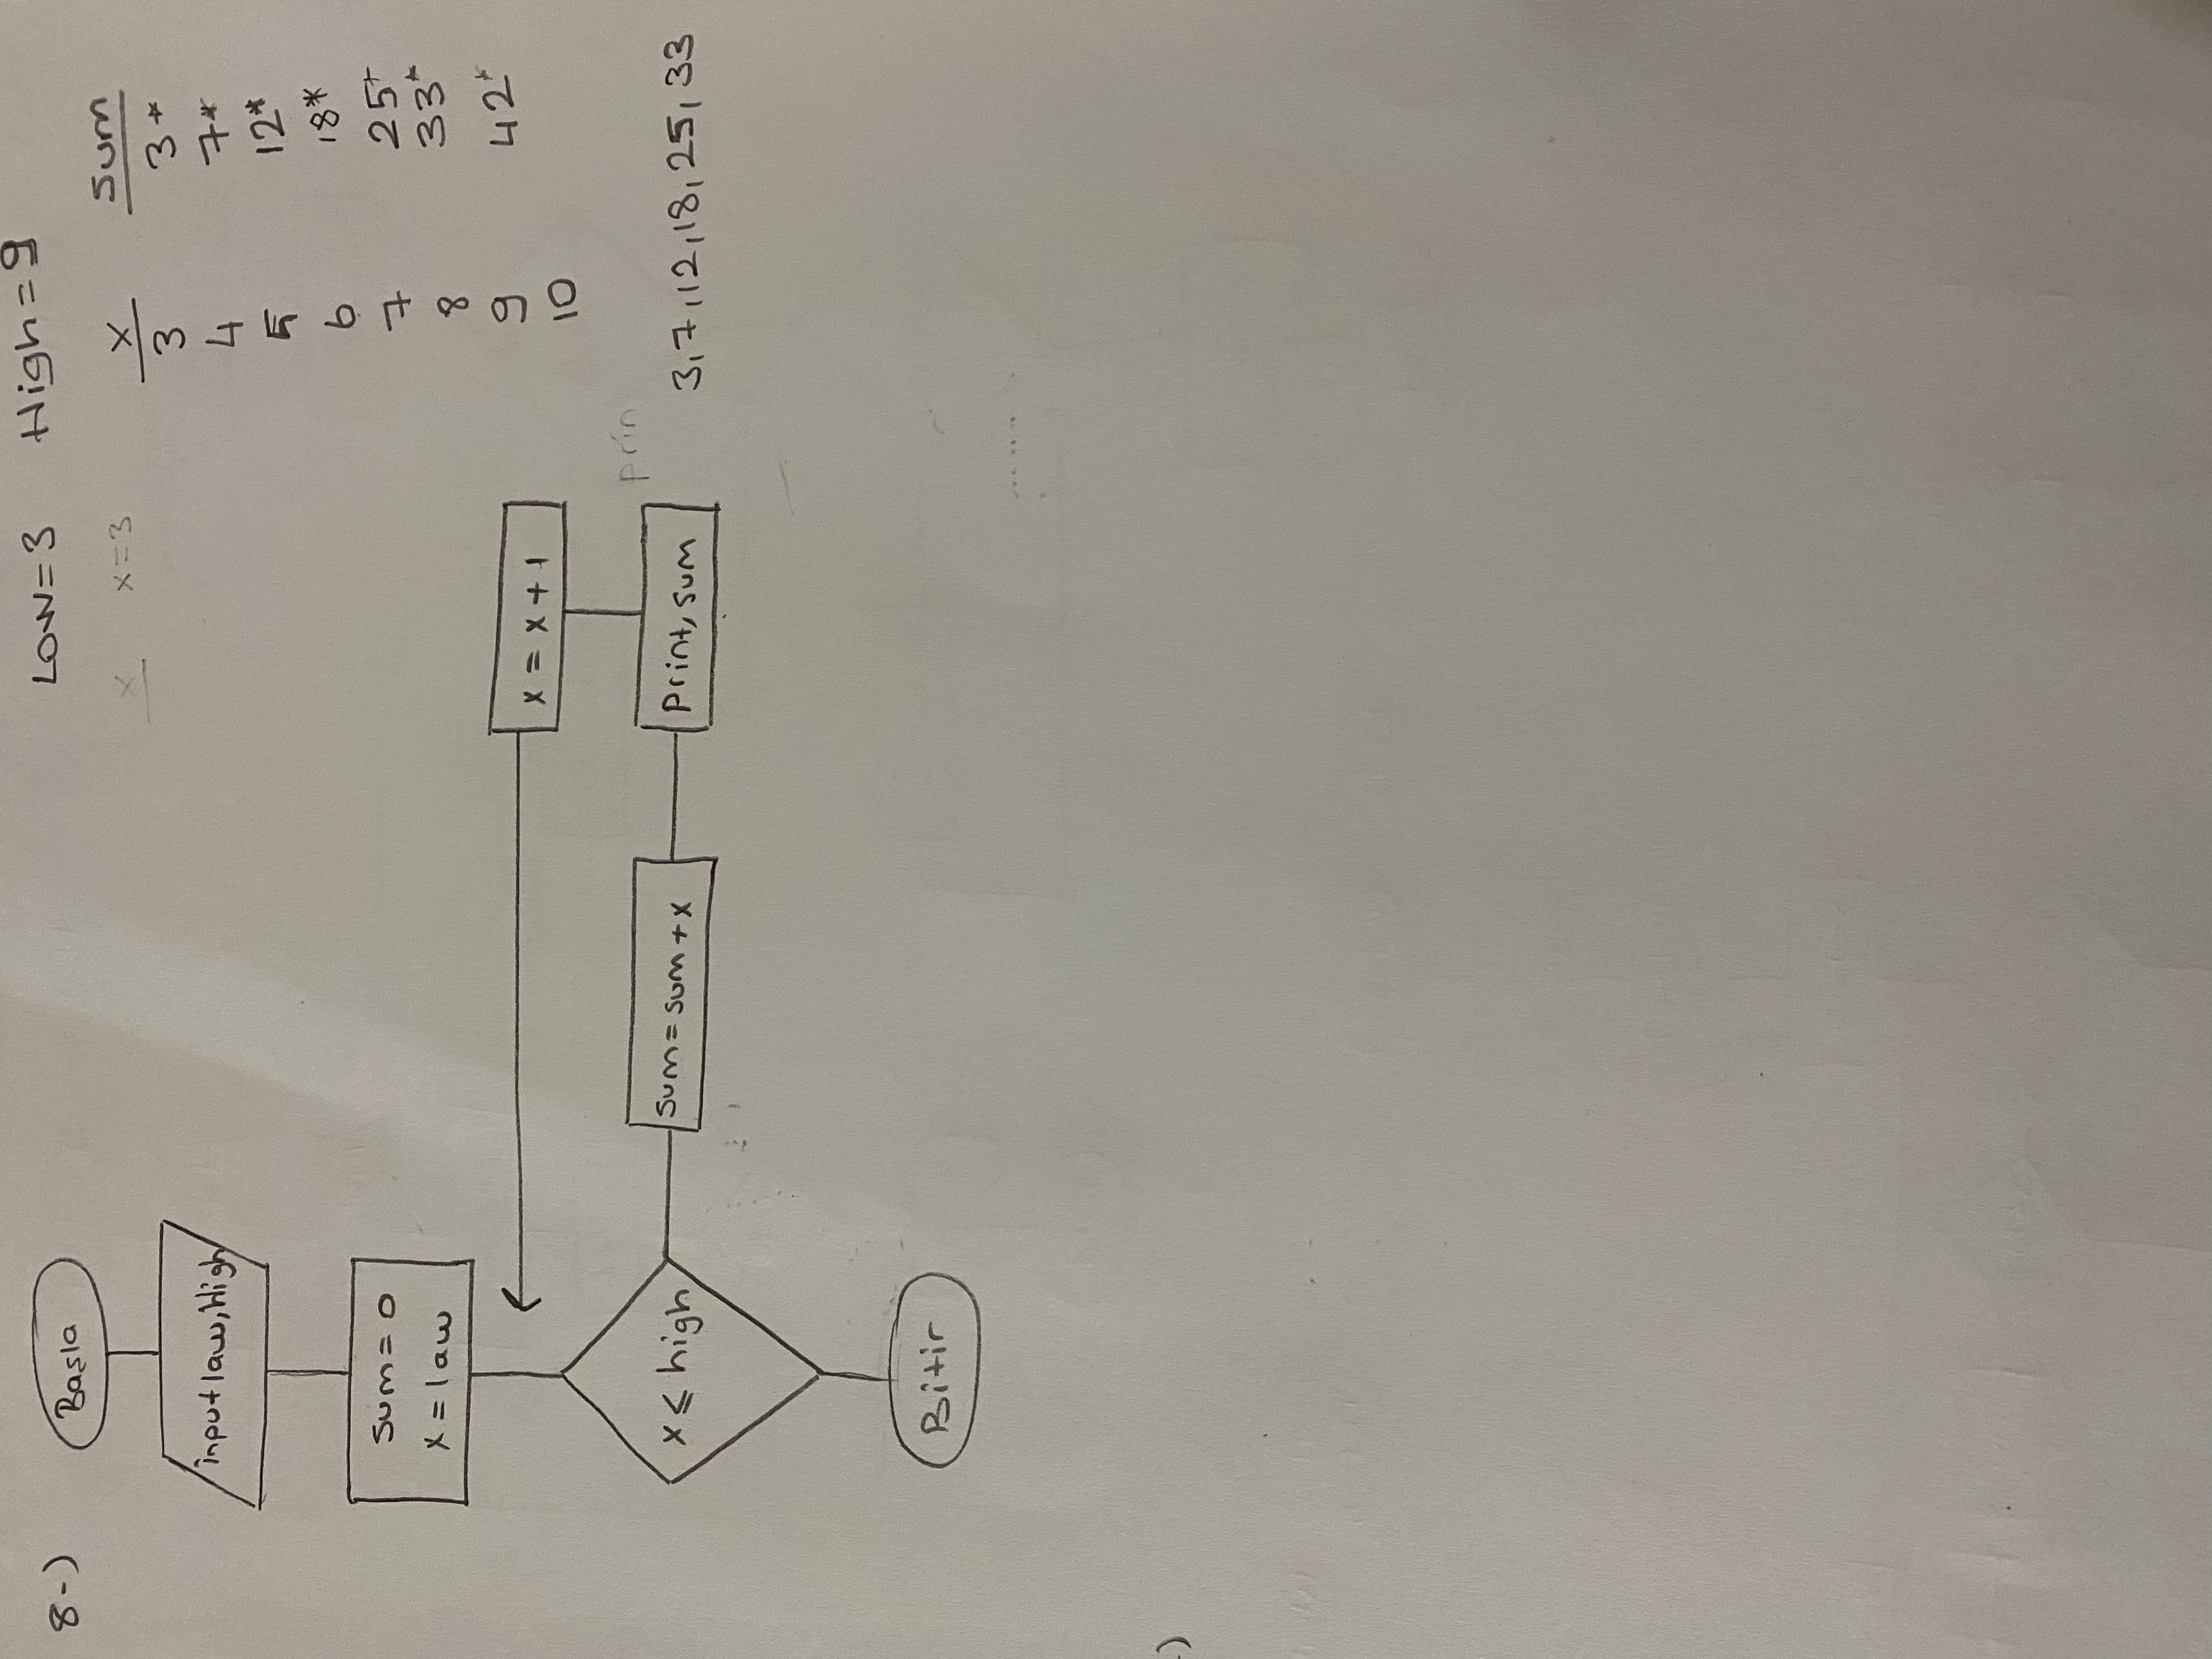 8-)
Başla
input law, High
sum = 0
x = law
x ≤ high
sum = sum + x
Print, sum
x = x + 1
Bitir
LOW = 3 High = 9
x x = 3
x sum
3 3*
4 7*
5 12*
6 18*
7 25+
8 33*
9 42*
10
prin
3, 7, 12, 18, 25, 33
-)